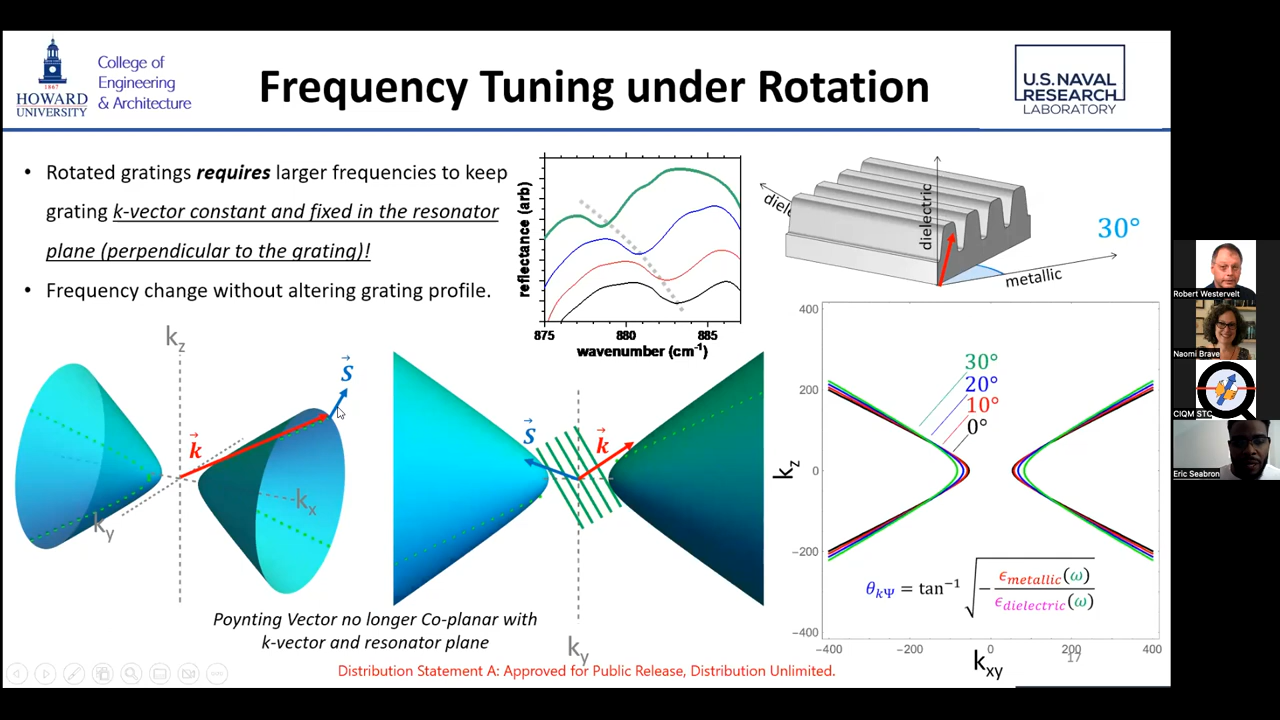 1867
HOWARD
UNIVERSITY
College of
Engineering
& Architecture
Frequency Tuning under Rotation
U.S. NAVAL
RESEARCH
LABORATORY
• Rotated gratings requires larger frequencies to keep
grating k-vector constant and fixed in the resonator
plane (perpendicular to the grating)!
• Frequency change without altering grating profile.
reflectance (arb)
875 880 885
wavenumber (cm⁻¹)
diele
dielectric
metallic
30°
k_z
k_y
k_x
k⃗
S⃗
S⃗
k⃗
k_y
Poynting Vector no longer Co-planar with
k-vector and resonator plane
400
200
0
−200
−400
k_z
30°
20°
10°
0°
θ_kΨ = tan⁻¹ √(− ϵ_metallic(ω) / ϵ_dielectric(ω))
−400 −200 0 200 400
k_xy
17
Distribution Statement A: Approved for Public Release, Distribution Unlimited.
Robert Westervelt
Naomi Brave
CIQM STC
Eric Seabron